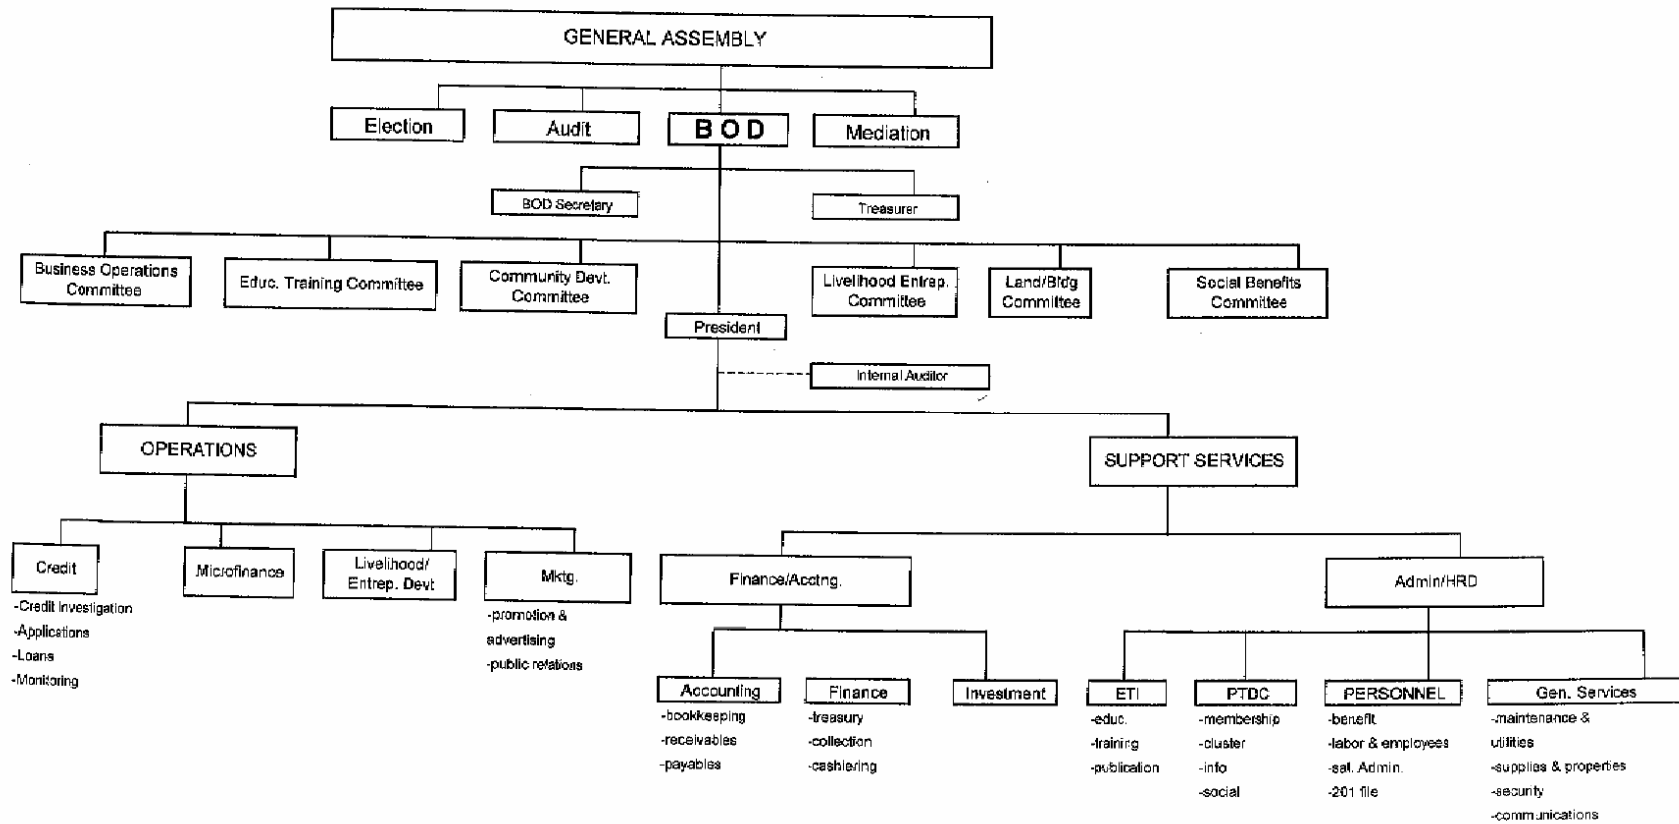 GENERAL ASSEMBLY
Election
Audit
BOD
Mediation
BOD Secretary
Treasurer
Business Operations
Committee
Educ. Training Committee
Community Devt.
Committee
Livelihood Entrep.
Committee
Land/Bldg
Committee
Social Benefits
Committee
President
Internal Auditor
OPERATIONS
SUPPORT SERVICES
Credit
-Credit Investigation
-Applications
-Loans
-Monitoring
Microfinance
Livelihood/
Entrep. Devt
Mktg.
-promotion &
advertising
-public relations
Finance/Acctng.
Admin/HRD
Accounting
-bookkeeping
-receivables
-payables
Finance
-treasury
-collection
-cashiering
Investment
ETI
-educ.
-training
-publication
PTDC
-membership
-cluster
-info
-social
PERSONNEL
-benefit
-labor & employees
-sal. Admin.
-201 file
Gen. Services
-maintenance &
utilities
-supplies & properties
-security
-communications